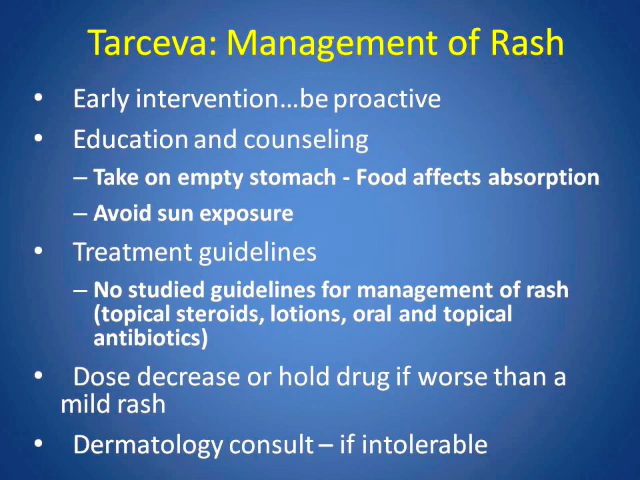 Tarceva: Management of Rash
• Early intervention…be proactive
• Education and counseling
– Take on empty stomach - Food affects absorption
– Avoid sun exposure
• Treatment guidelines
– No studied guidelines for management of rash
(topical steroids, lotions, oral and topical
antibiotics)
• Dose decrease or hold drug if worse than a
mild rash
• Dermatology consult – if intolerable